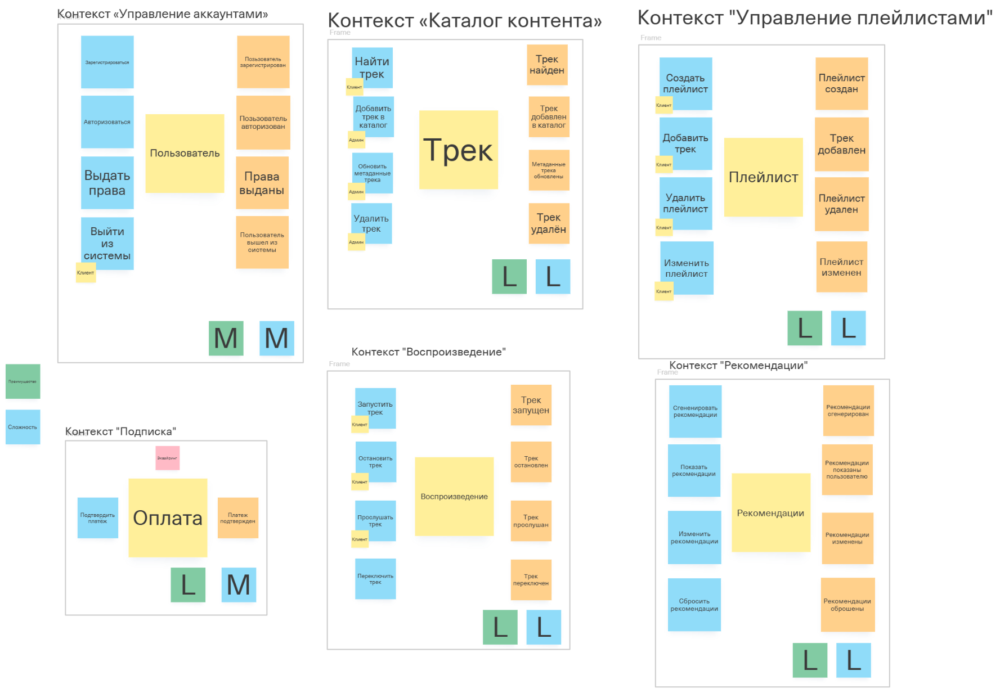 Контекст «Управление аккаунтами»
Frame
Зарегистрироваться
Пользователь
зарегистрирован
Авторизоваться
Пользователь
авторизован
Пользователь
Выдать
права
Права
выданы
Выйти
из
системы
Клиент
Пользователь
вышел из
системы
M
M
Контекст «Каталог контента»
Frame
Найти
трек
Клиент
Трек
найден
Добавить
трек в
каталог
Админ
Трек
добавлен
в каталог
Трек
Обновить
метаданные
трека
Админ
Метаданные
трека
обновлены
Удалить
трек
Админ
Трек
удалён
L
L
Контекст "Управление плейлистами"
Frame
Создать
плейлист
Клиент
Плейлист
создан
Добавить
трек
Клиент
Трек
добавлен
Плейлист
Удалить
плейлист
Клиент
Плейлист
удален
Изменить
плейлист
Клиент
Плейлист
изменен
L
L
Преимущество
Сложность
Контекст "Подписка"
Frame
Эквайринг
Подтвердить
платеж
Оплата
Платеж
подтвержден
L
M
Контекст "Воспроизведение"
Frame
Запустить
трек
Клиент
Трек
запущен
Остановить
трек
Клиент
Трек
остановлен
Воспроизведение
Прослушать
трек
Клиент
Трек
прослушан
Переключить
трек
Трек
переключен
L
L
Контекст "Рекомендации"
Frame
Сгененировать
рекомендации
Рекомендации
сгенерирован
Показать
рекомендации
Рекомендации
показаны
пользователю
Рекомендации
Изменить
рекомендации
Рекомендации
изменены
Сбросить
рекомендации
Рекомендации
сброшены
L
L